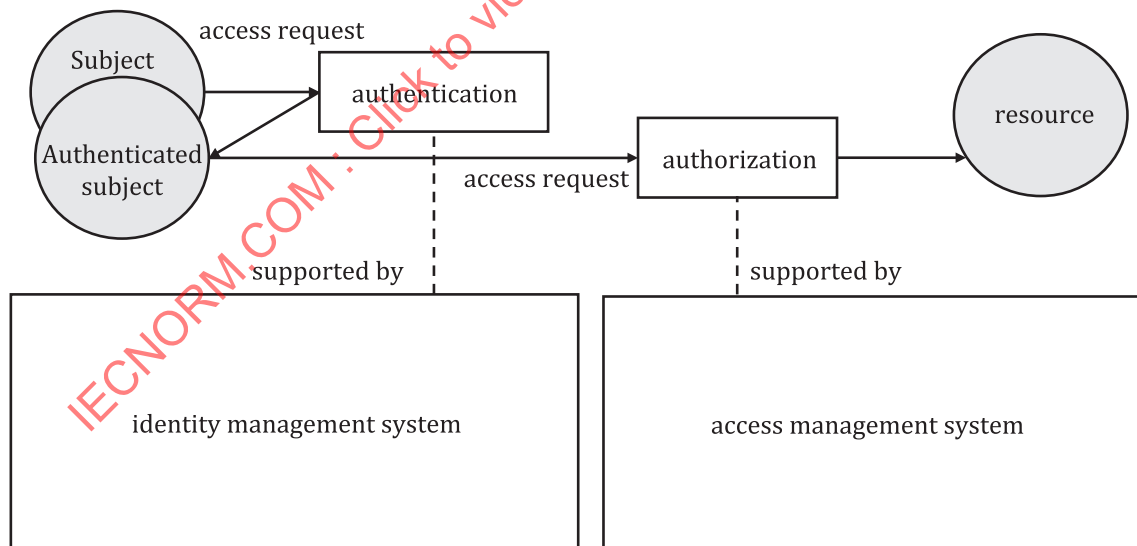 access request
Subject
authentication
Authenticated
subject
access request
authorization
resource
supported by
supported by
identity management system
access management system
IECNORM.COM : Click to